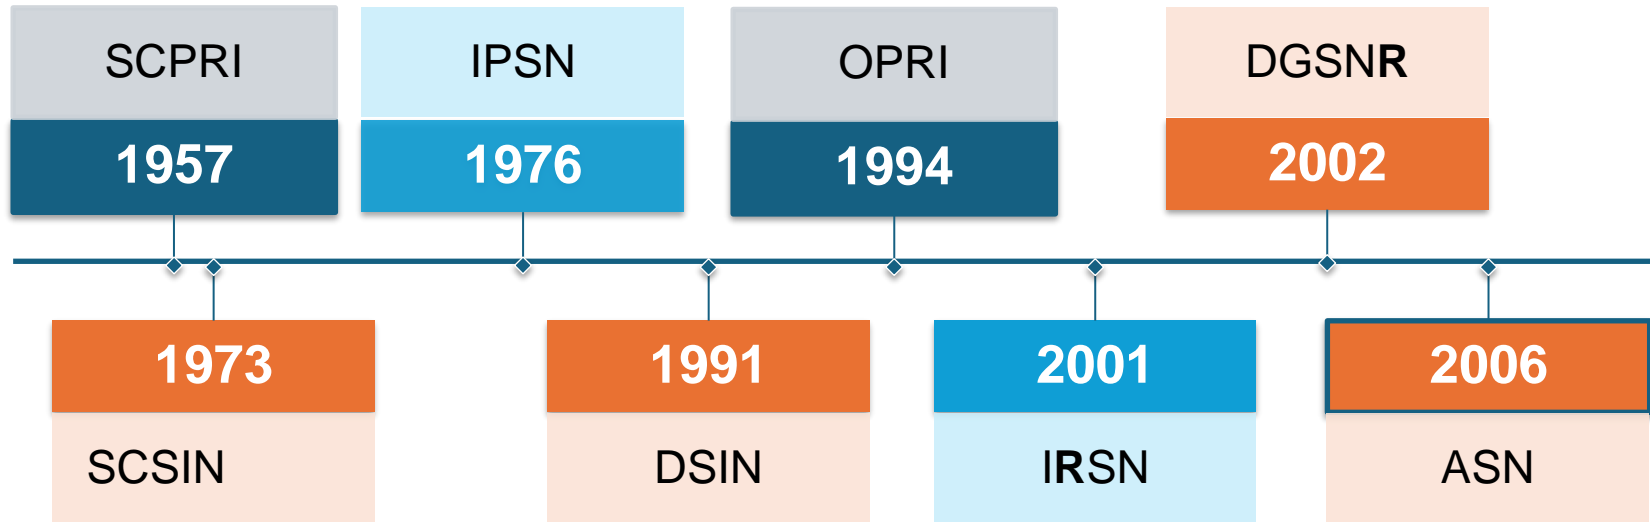 SCPRI
1957
IPSN
1976
OPRI
1994
DGSNR
2002
1973
SCSIN
1991
DSIN
2001
IRSN
2006
ASN